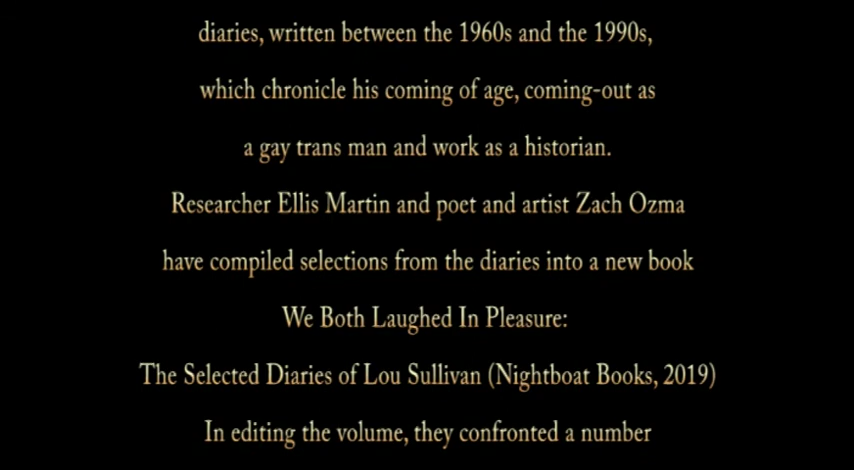 diaries, written between the 1960s and the 1990s,
which chronicle his coming of age, coming-out as
a gay trans man and work as a historian.
Researcher Ellis Martin and poet and artist Zach Ozma
have compiled selections from the diaries into a new book
We Both Laughed In Pleasure:
The Selected Diaries of Lou Sullivan (Nightboat Books, 2019)
In editing the volume, they confronted a number